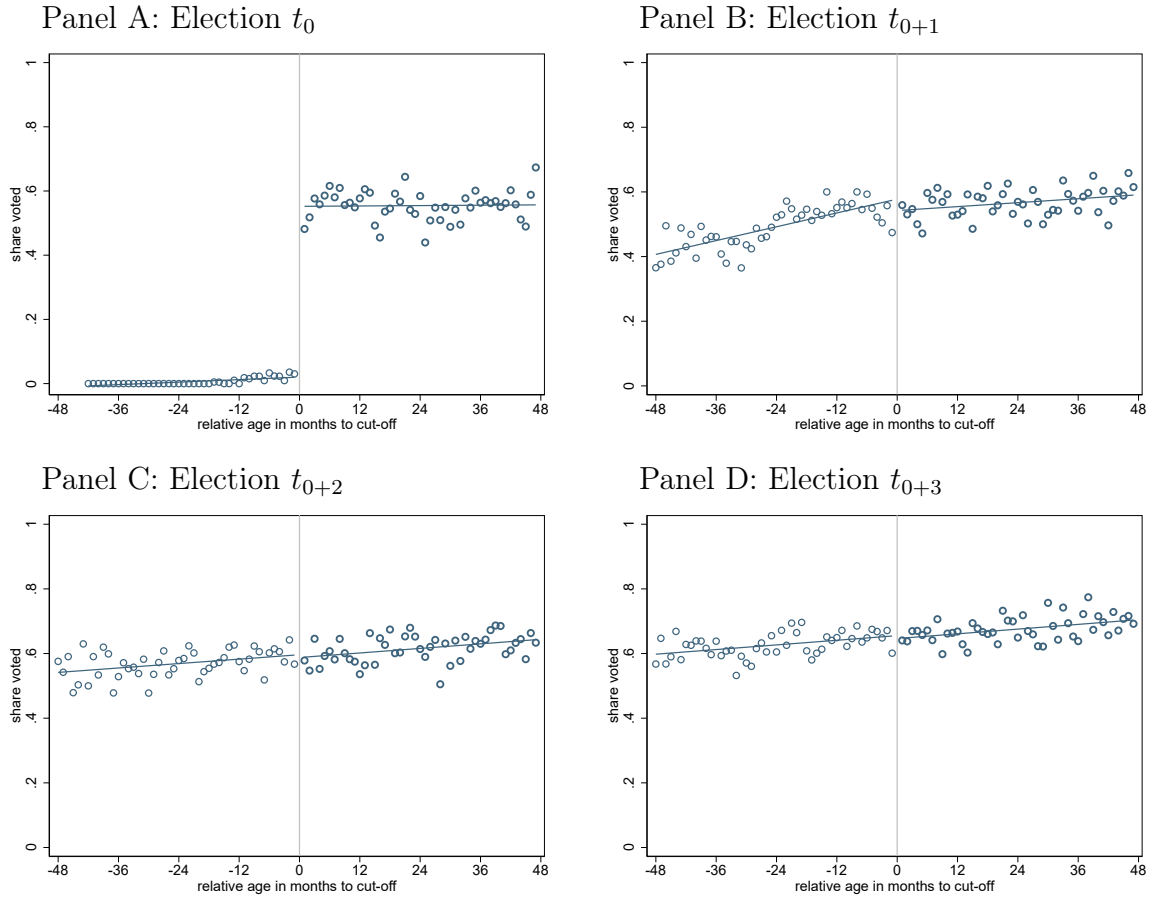 Panel A: Election t0
Panel B: Election t0+1
share voted
1
.8
.6
.4
.2
0
-48 -36 -24 -12 0 12 24 36 48
relative age in months to cut-off
share voted
1
.8
.6
.4
.2
0
-48 -36 -24 -12 0 12 24 36 48
relative age in months to cut-off
Panel C: Election t0+2
Panel D: Election t0+3
share voted
1
.8
.6
.4
.2
0
-48 -36 -24 -12 0 12 24 36 48
relative age in months to cut-off
share voted
1
.8
.6
.4
.2
0
-48 -36 -24 -12 0 12 24 36 48
relative age in months to cut-off